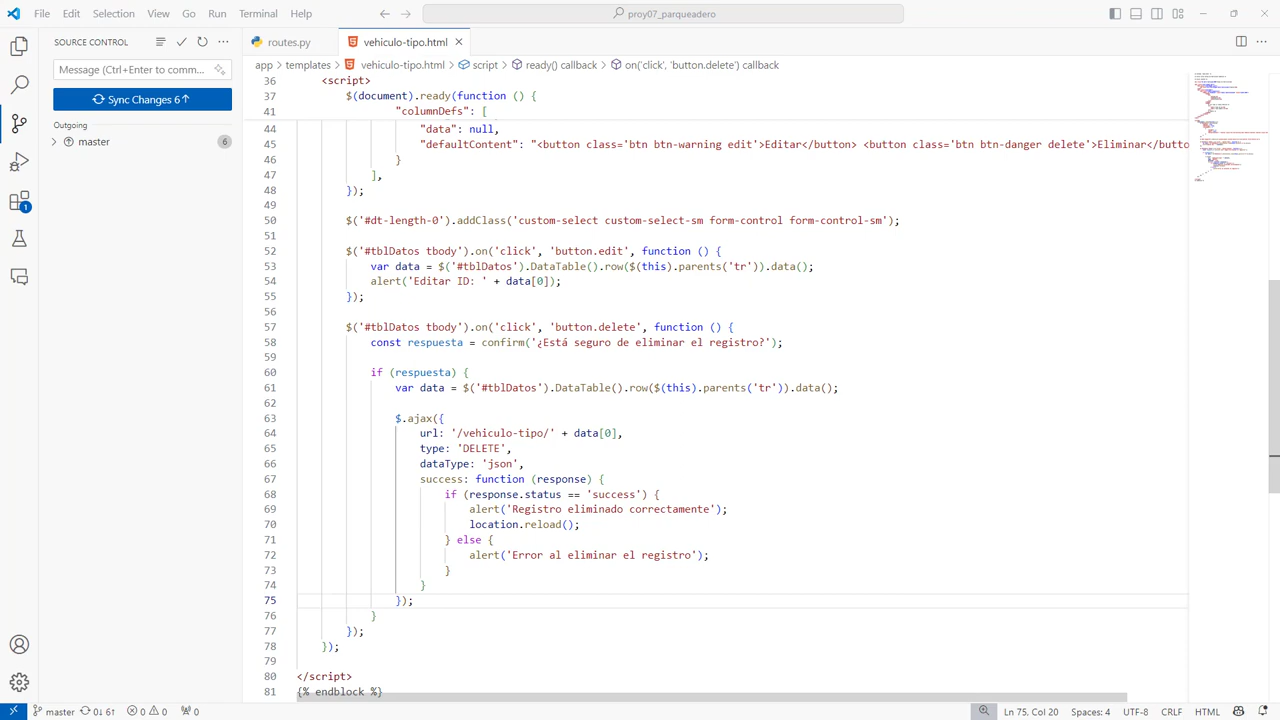 File Edit Selection View Go Run Terminal Help
proy07_parqueadero
SOURCE CONTROL
routes.py
vehiculo-tipo.html
Message (Ctrl+Enter to comm...
Sync Changes 6↑
Outgoing
master
6
1
app > templates > vehiculo-tipo.html > script > ready() callback > on('click', 'button.delete') callback
36 <script>
37 $(document).ready(function
41 "columnDefs": [
44 "data": null,
45 "defaultContent": "<button class='btn btn-primary edit'>Editar</button> <button class='btn btn-danger delete'>Eliminar</button
46 }
47 ],
48 });
49
50 $('#dt-length-0').addClass('custom-select custom-select-sm form-control form-control-sm');
51
52 $('#tblDatos tbody').on('click', 'button.edit', function () {
53 var data = $('#tblDatos').DataTable().row($(this).parents('tr')).data();
54 alert('Editar ID: ' + data[0]);
55 });
56
57 $('#tblDatos tbody').on('click', 'button.delete', function () {
58 const respuesta = confirm('¿Está seguro de eliminar el registro?');
59
60 if (respuesta) {
61 var data = $('#tblDatos').DataTable().row($(this).parents('tr')).data();
62
63 $.ajax({
64 url: '/vehiculo-tipo/' + data[0],
65 type: 'DELETE',
66 dataType: 'json',
67 success: function (response) {
68 if (response.status == 'success') {
69 alert('Registro eliminado correctamente');
70 location.reload();
71 } else {
72 alert('Error al eliminar el registro');
73 }
74 }
75 });
76 }
77 });
78 });
79
80 </script>
81 {% endblock %}
master 0↓ 6↑ 0 0 0
Ln 75, Col 20 Spaces: 4 UTF-8 CRLF HTML